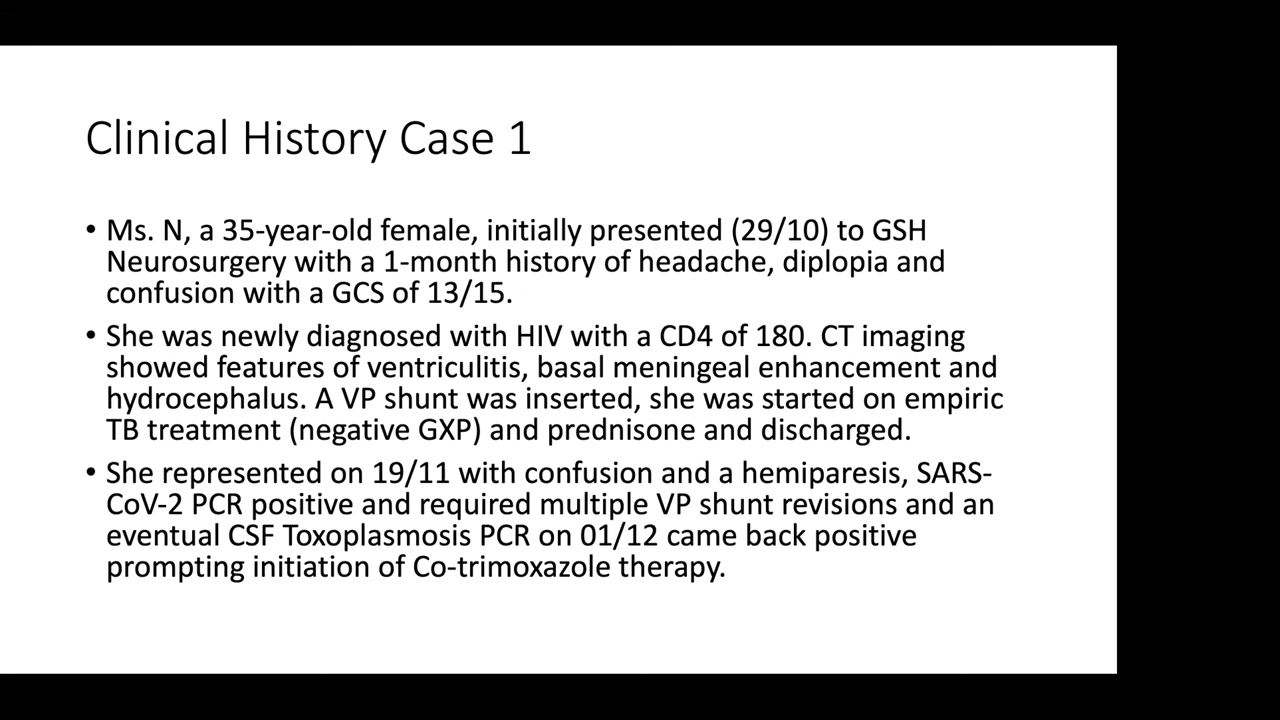 Clinical History Case 1
• Ms. N, a 35-year-old female, initially presented (29/10) to GSH
Neurosurgery with a 1-month history of headache, diplopia and
confusion with a GCS of 13/15.
• She was newly diagnosed with HIV with a CD4 of 180. CT imaging
showed features of ventriculitis, basal meningeal enhancement and
hydrocephalus. A VP shunt was inserted, she was started on empiric
TB treatment (negative GXP) and prednisone and discharged.
• She represented on 19/11 with confusion and a hemiparesis, SARS-
CoV-2 PCR positive and required multiple VP shunt revisions and an
eventual CSF Toxoplasmosis PCR on 01/12 came back positive
prompting initiation of Co-trimoxazole therapy.